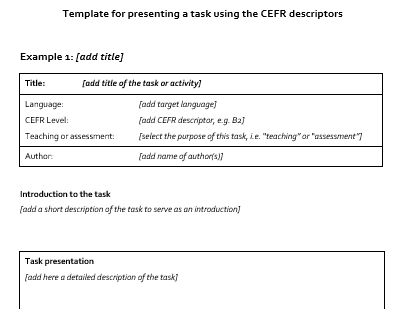 Template for presenting a task using the CEFR descriptors
Example 1: [add title]
Title: [add title of the task or activity]
Language: [add target language]
CEFR Level: [add CEFR descriptor, e.g. B2]
Teaching or assessment: [select the purpose of this task, i.e. "teaching" or "assessment"]
Author: [add name of author(s)]
Introduction to the task
[add a short description of the task to serve as an introduction]
Task presentation
[add here a detailed description of the task]